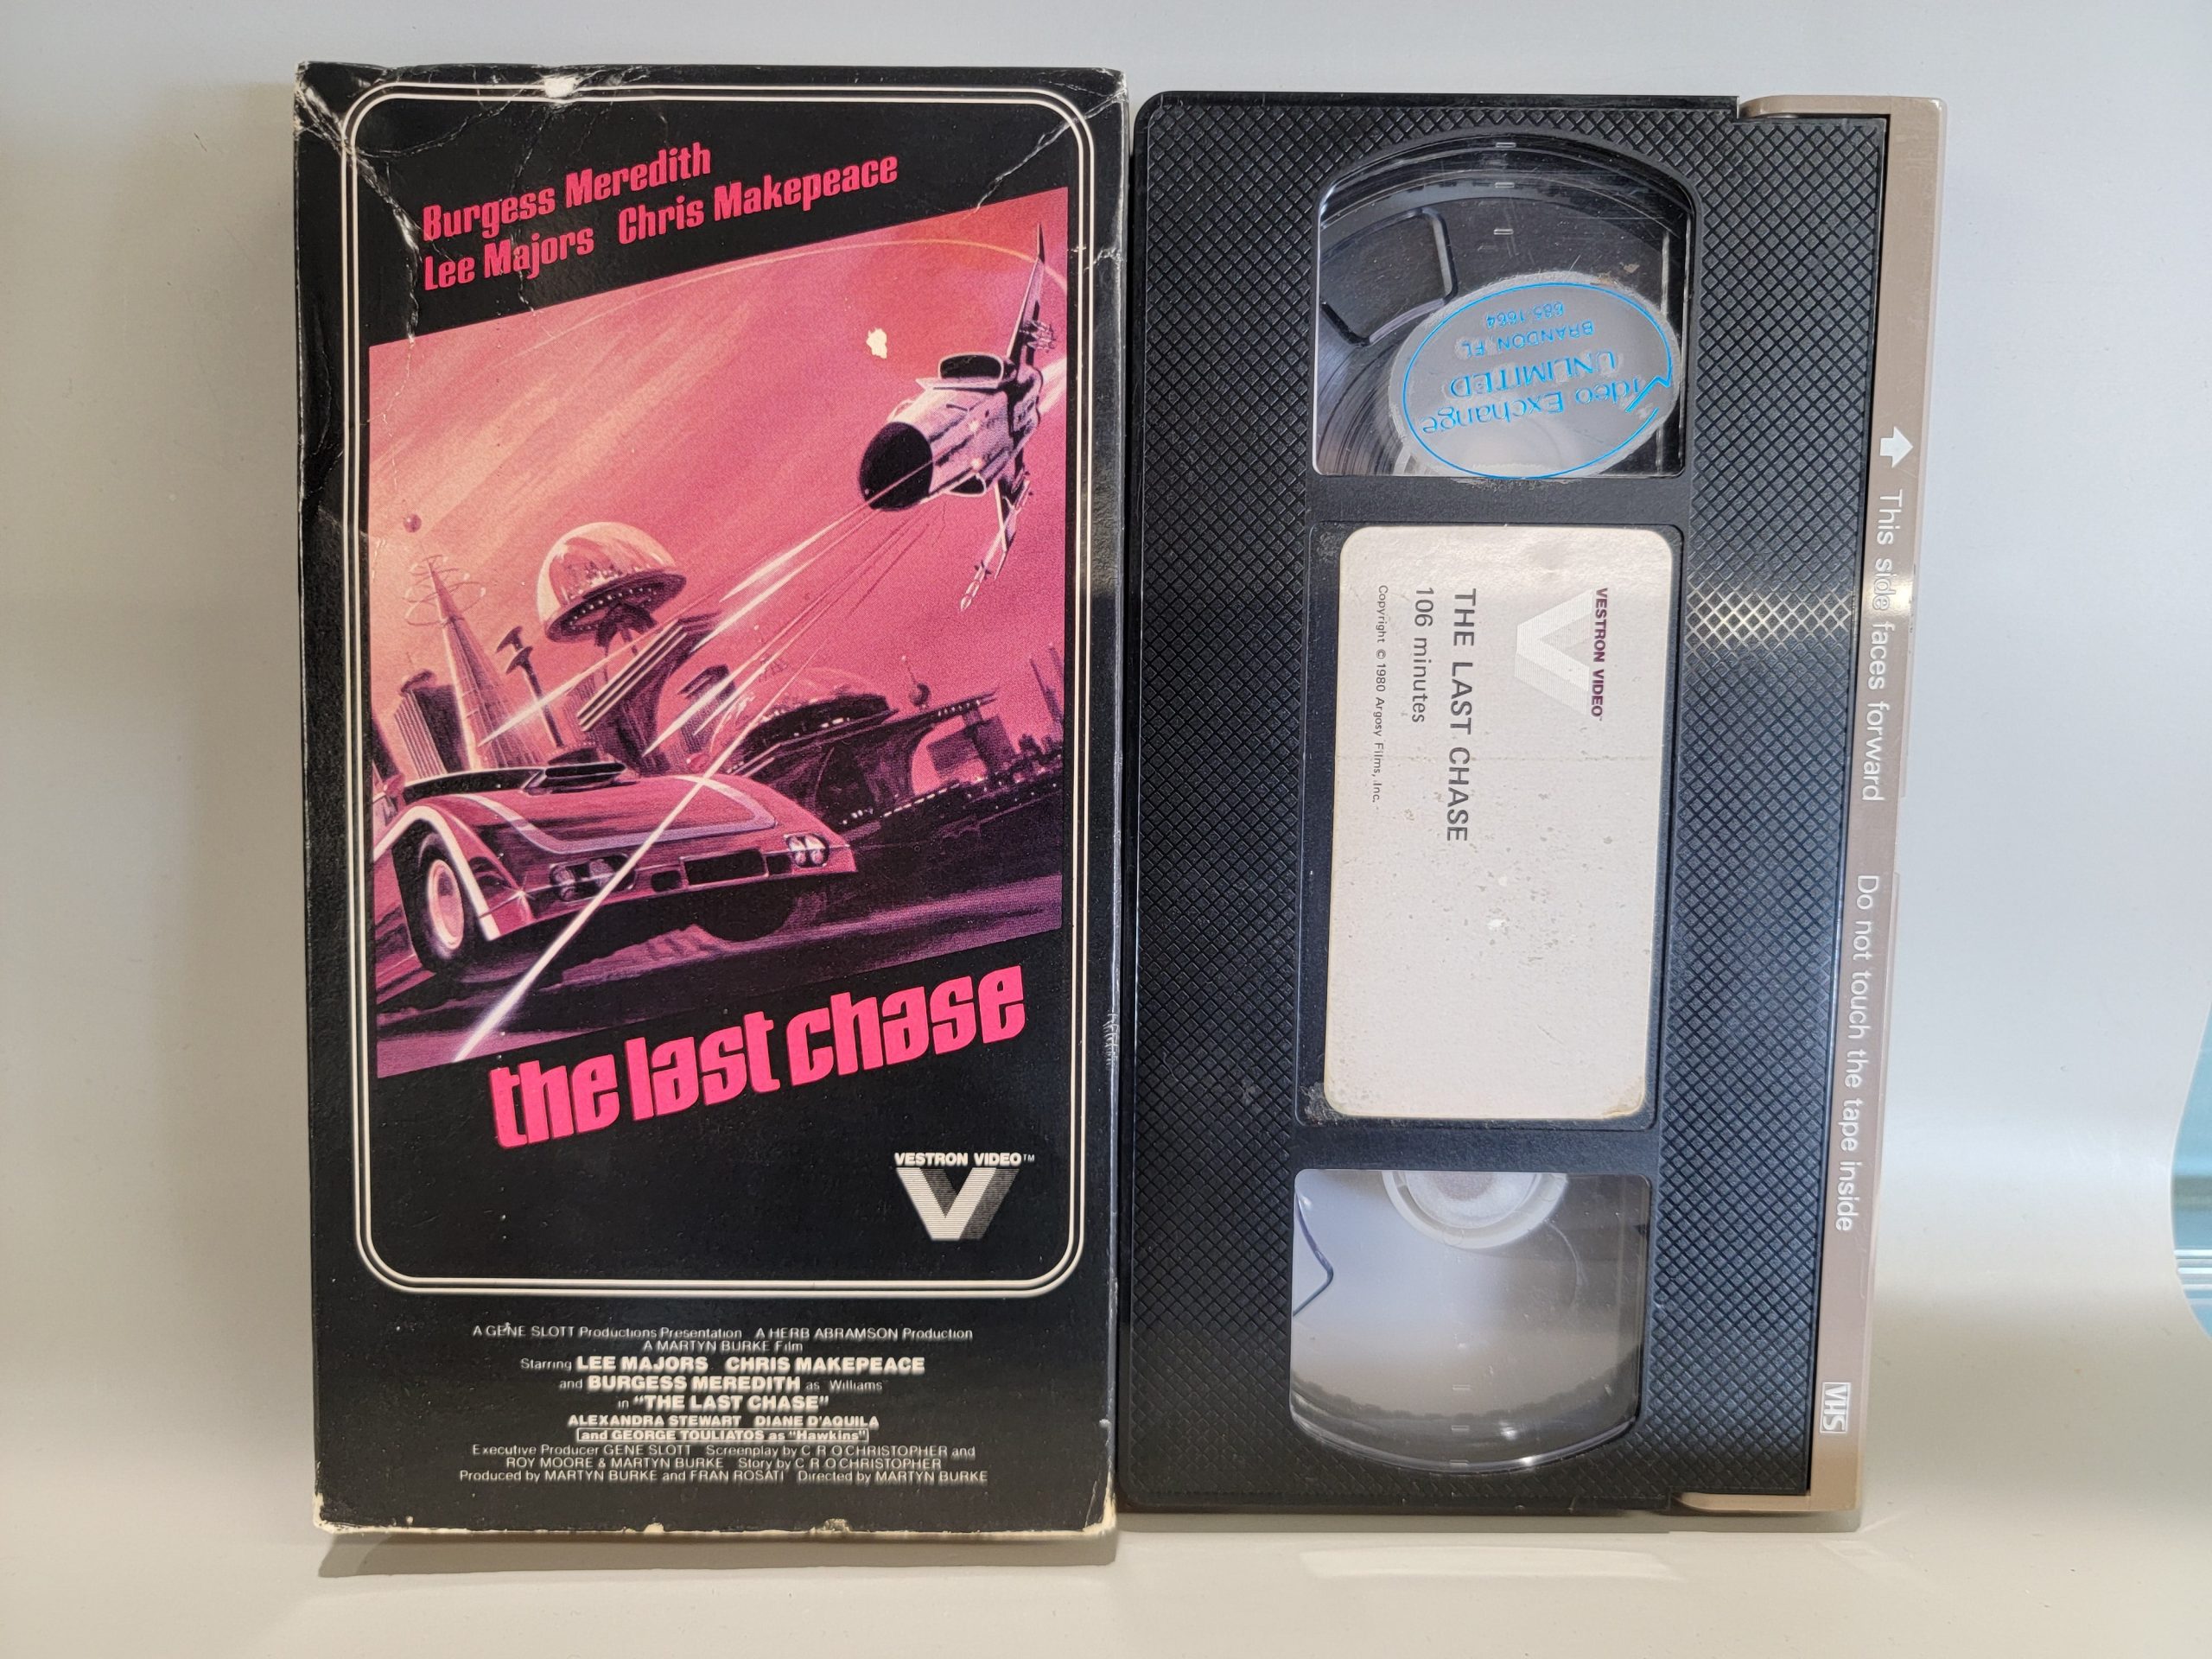 Burgess Meredith
Lee Majors Chris Makepeace
the last chase
VESTRON VIDEO™
A GENE SLOTT Productions Presentation A HERB ABRAMSON Production
A MARTYN BURKE Film
Starring LEE MAJORS CHRIS MAKEPEACE
and BURGESS MEREDITH as Williams
in "THE LAST CHASE"
ALEXANDRA STEWART DIANE D'AQUILA
and GEORGE TOULIATOS as "Hawkins"
Executive Producer GENE SLOTT Screenplay by C R O CHRISTOPHER and
ROY MOORE & MARTYN BURKE Story by C R O CHRISTOPHER
Produced by MARTYN BURKE and FRAN ROSATI Directed by MARTYN BURKE
Video Exchange
UNLIMITED
BRANDON, FL
685-1664
VESTRON VIDEO
THE LAST CHASE
106 minutes
Copyright © 1980 Argosy Films, Inc.
This side faces forward Do not touch the tape inside
VHS